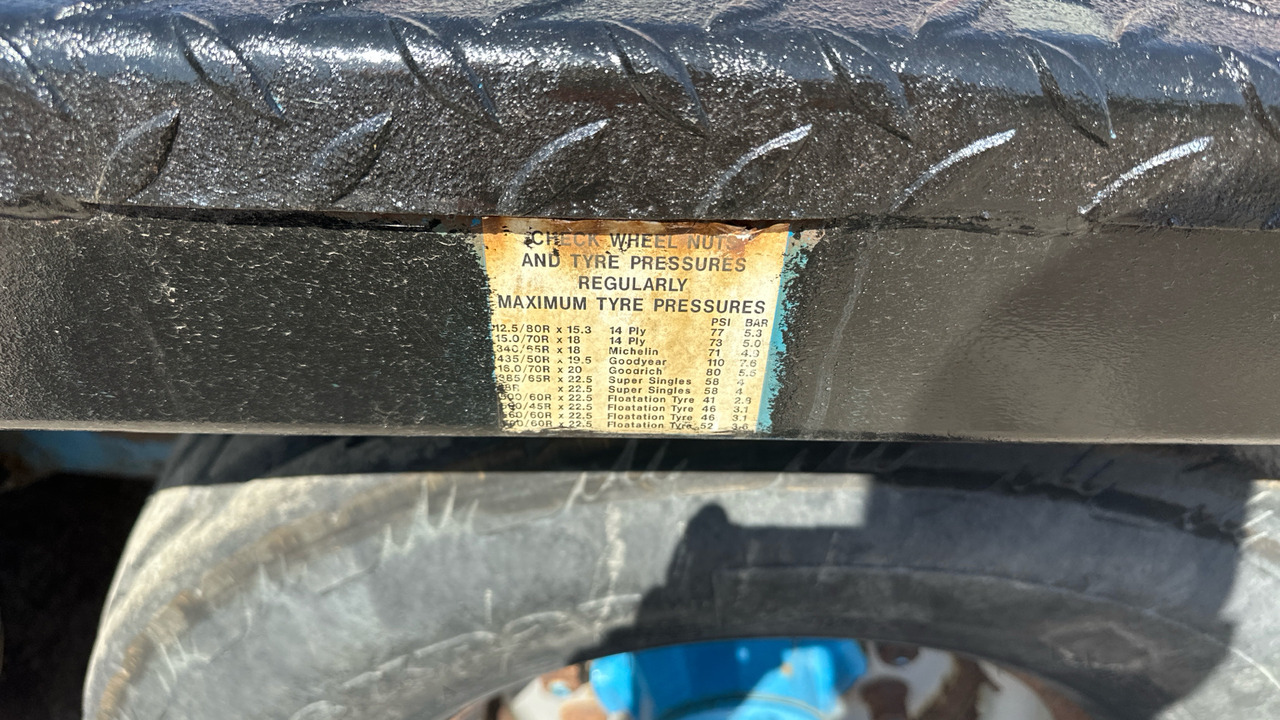 CHECK WHEEL NUTS
AND TYRE PRESSURES
REGULARLY
MAXIMUM TYRE PRESSURES
PSI BAR
12.5/80R x 15.3 14 Ply 77 5.3
15.0/70R x 18 14 Ply 73 5.0
340/65R x 18 Michelin 71 4.9
435/50R x 19.5 Goodyear 110 7.6
16.0/70R x 20 Goodrich 80 5.5
385/65R x 22.5 Super Singles 58 4
x 22.5 Super Singles 58 4
x 22.5 Floatation Tyre 41 2.8
x 22.5 Floatation Tyre 46 3.1
x 22.5 Floatation Tyre 46 3.1
x 22.5 Floatation Tyre 52 3.6